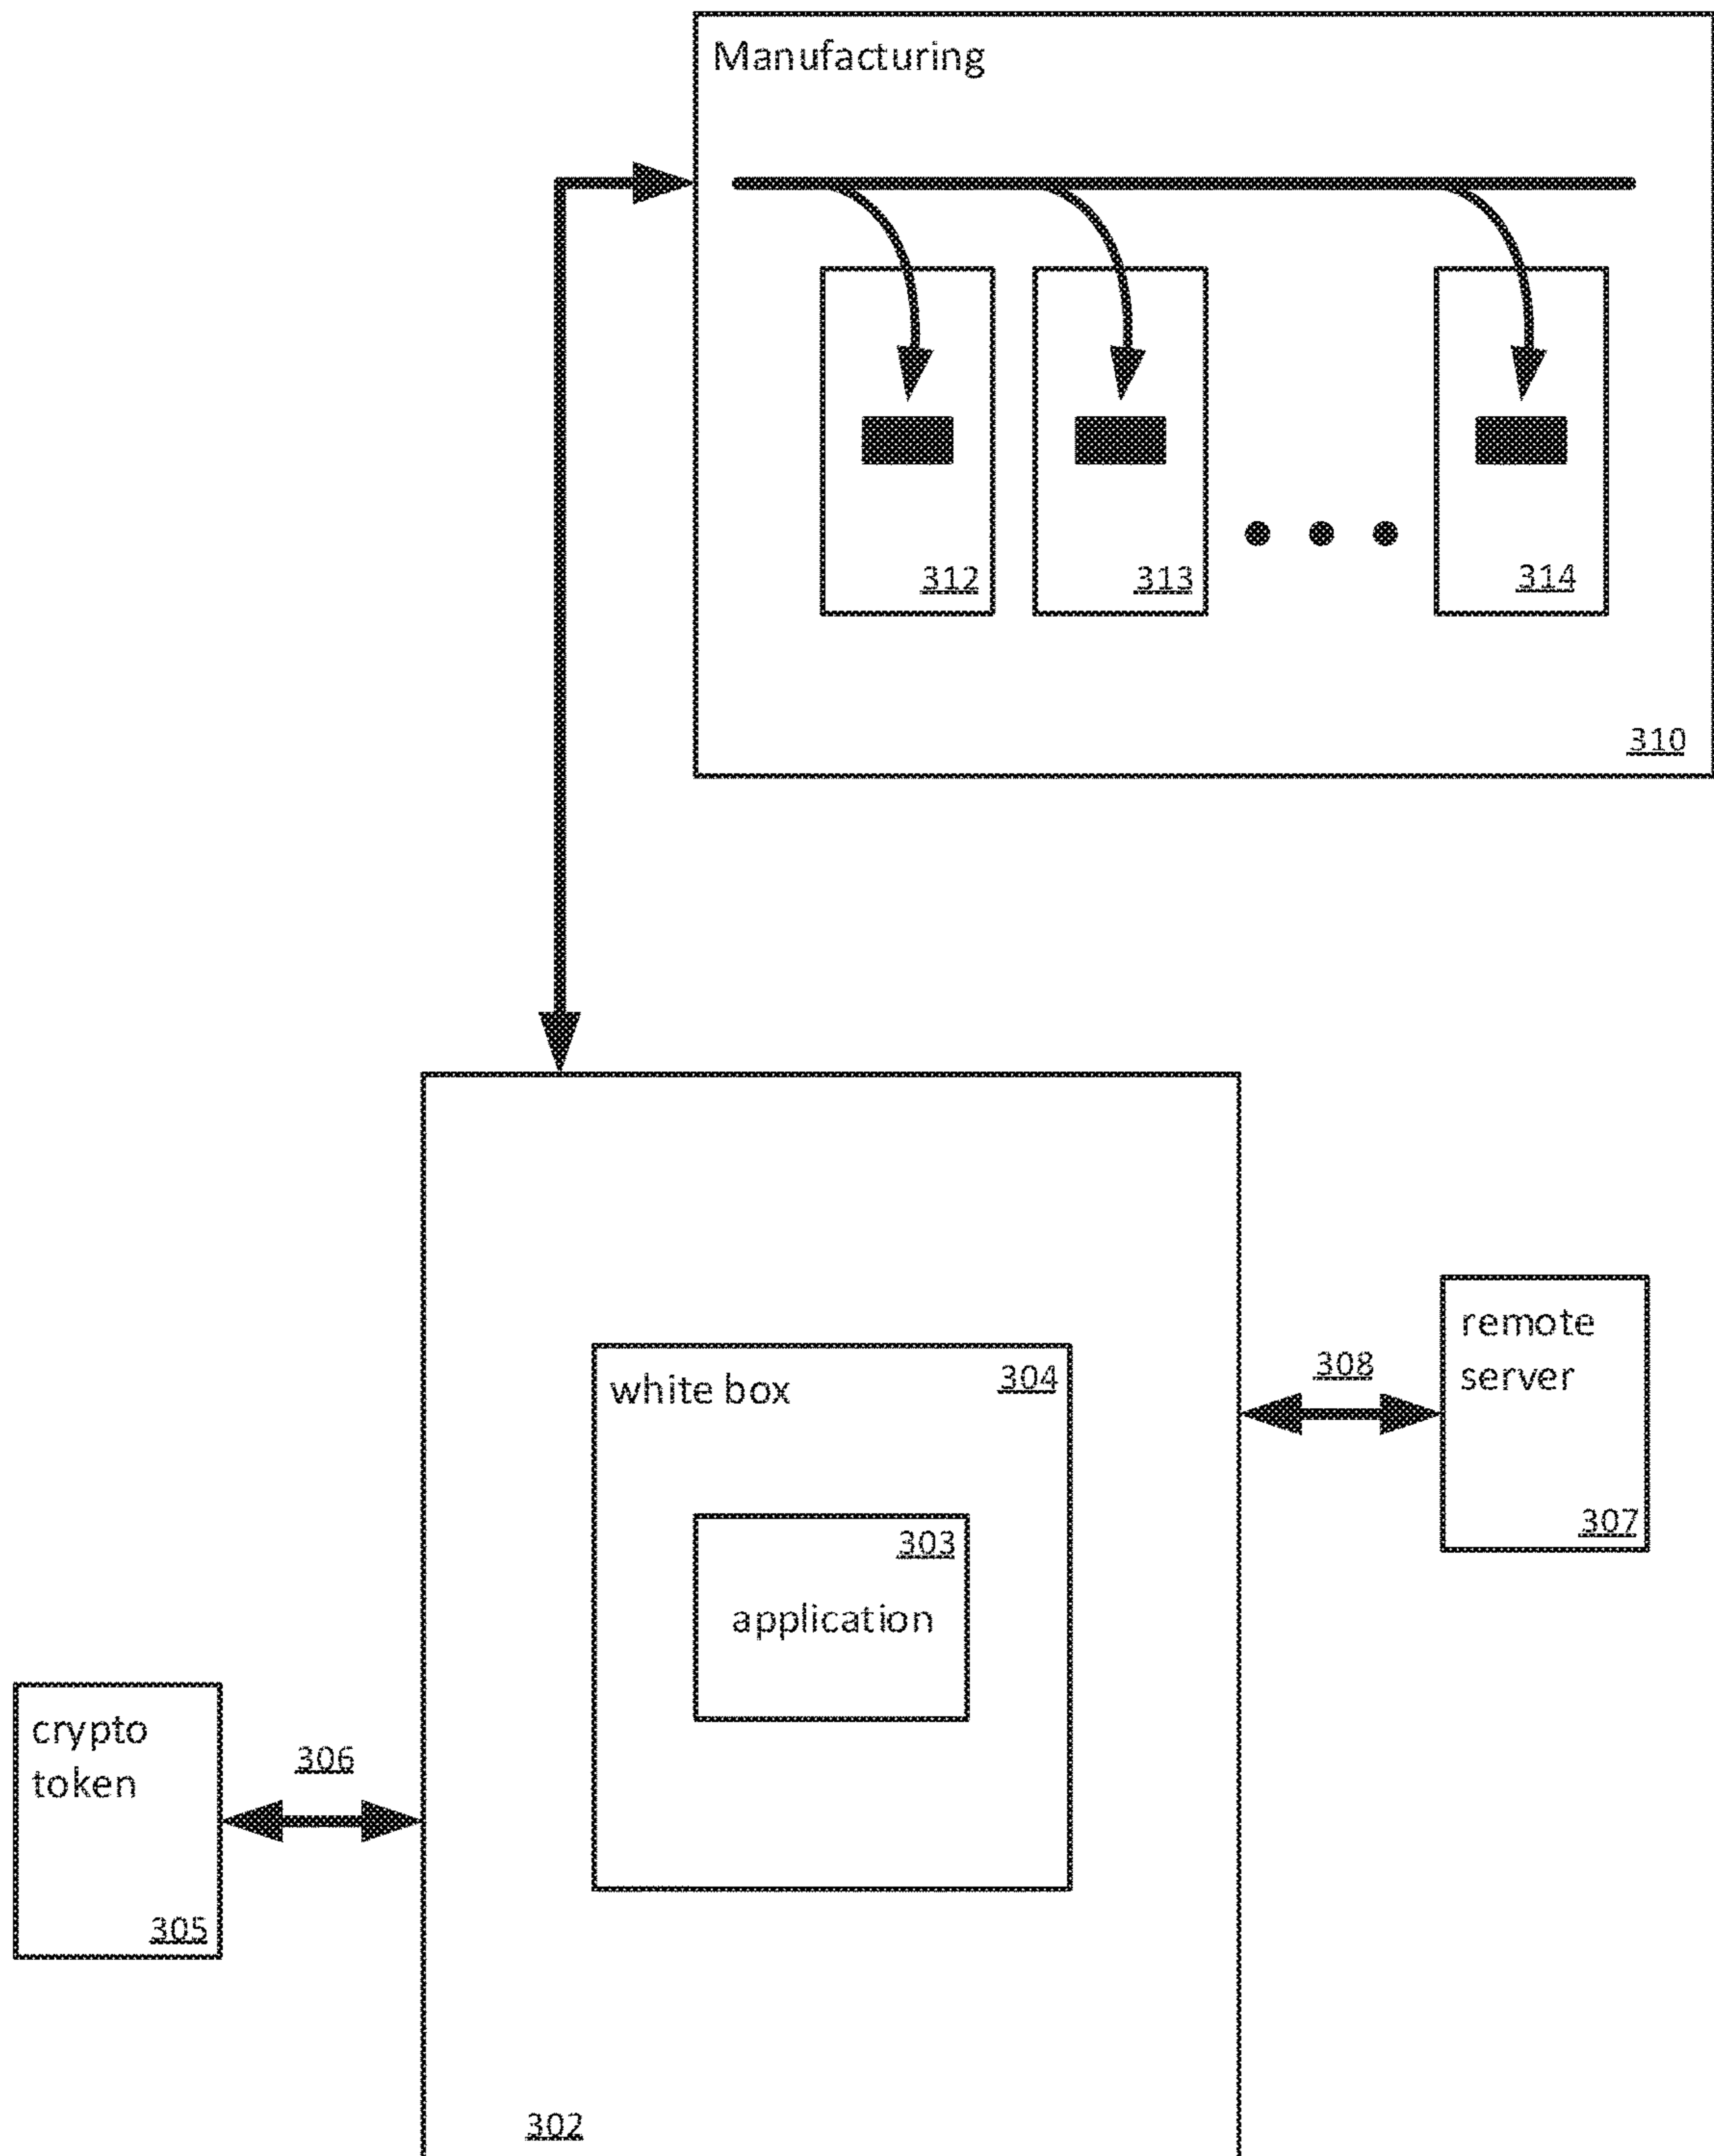 Manufacturing
312
313
314
310
white box
304
303
application
remote
server
308
307
crypto
token
306
305
302